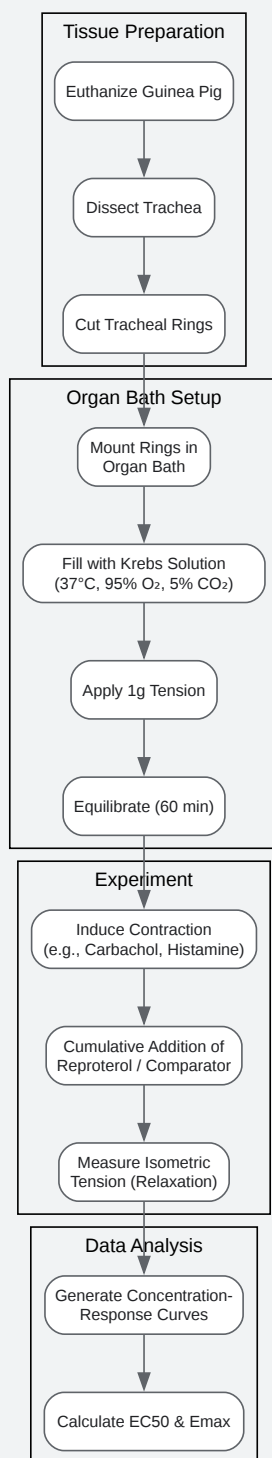 Tissue Preparation
Euthanize Guinea Pig
Dissect Trachea
Cut Tracheal Rings
Organ Bath Setup
Mount Rings in
Organ Bath
Fill with Krebs Solution
(37°C, 95% O₂, 5% CO₂)
Apply 1g Tension
Equilibrate (60 min)
Experiment
Induce Contraction
(e.g., Carbachol, Histamine)
Cumulative Addition of
Reproterol / Comparator
Measure Isometric
Tension (Relaxation)
Data Analysis
Generate Concentration-
Response Curves
Calculate EC50 & Emax